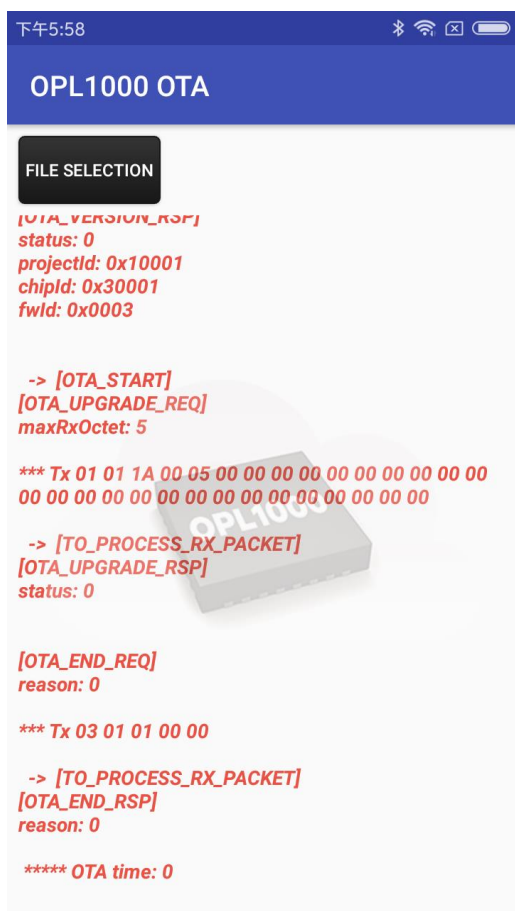 下午5:58
OPL1000 OTA
FILE SELECTION
[OTA_VERSION_RSP]
status: 0
projectId: 0x10001
chipId: 0x30001
fwId: 0x0003
-> [OTA_START]
[OTA_UPGRADE_REQ]
maxRxOctet: 5
*** Tx 01 01 1A 00 05 00 00 00 00 00 00 00 00 00 00
00 00 00 00 00 00 00 00 00 00 00 00 00 00 00
OPL1000
-> [TO_PROCESS_RX_PACKET]
[OTA_UPGRADE_RSP]
status: 0
[OTA_END_REQ]
reason: 0
*** Tx 03 01 01 00 00
-> [TO_PROCESS_RX_PACKET]
[OTA_END_RSP]
reason: 0
***** OTA time: 0